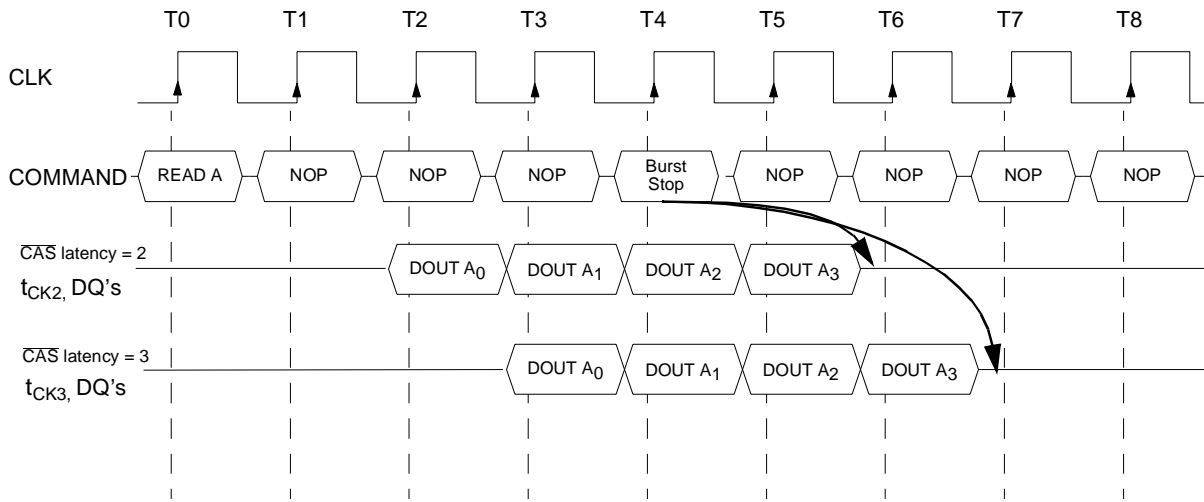 T0 T1 T2 T3 T4 T5 T6 T7 T8
CLK
COMMAND READ A NOP NOP NOP Burst Stop NOP NOP NOP NOP
CAS latency = 2
tCK2, DQ's DOUT A0 DOUT A1 DOUT A2 DOUT A3
CAS latency = 3
tCK3, DQ's DOUT A0 DOUT A1 DOUT A2 DOUT A3